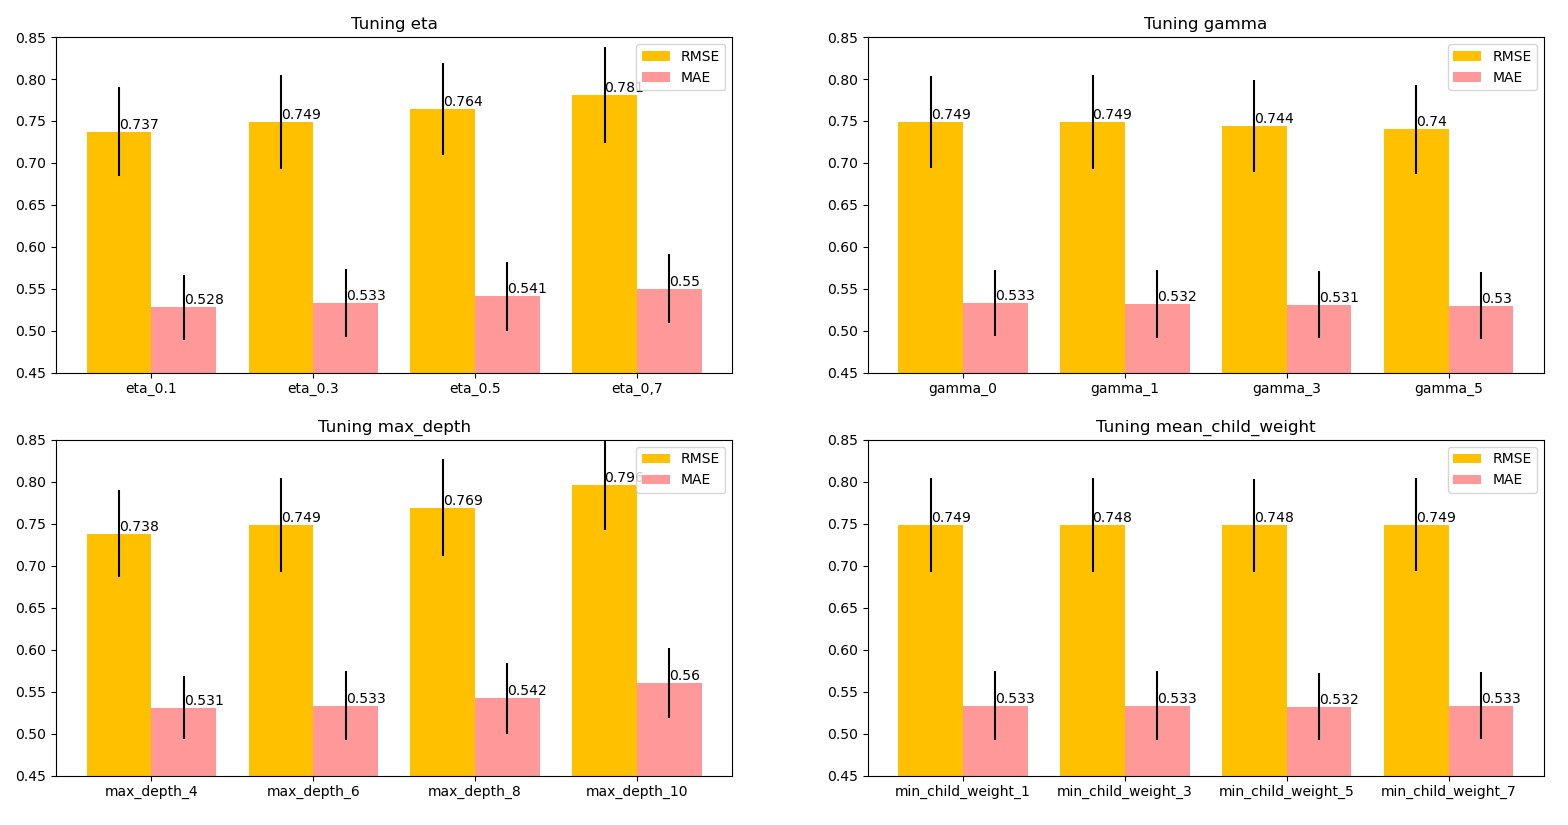 Tuning eta
0.85
0.80
0.75
0.70
0.65
0.60
0.55
0.50
0.45
RMSE
MAE
0.737
0.749
0.764
0.781
0.528
0.533
0.541
0.55
eta_0.1
eta_0.3
eta_0.5
eta_0,7
Tuning gamma
0.85
0.80
0.75
0.70
0.65
0.60
0.55
0.50
0.45
RMSE
MAE
0.749
0.749
0.744
0.74
0.533
0.532
0.531
0.53
gamma_0
gamma_1
gamma_3
gamma_5
Tuning max_depth
0.85
0.80
0.75
0.70
0.65
0.60
0.55
0.50
0.45
RMSE
MAE
0.738
0.749
0.769
0.796
0.531
0.533
0.542
0.56
max_depth_4
max_depth_6
max_depth_8
max_depth_10
Tuning mean_child_weight
0.85
0.80
0.75
0.70
0.65
0.60
0.55
0.50
0.45
RMSE
MAE
0.749
0.748
0.748
0.749
0.533
0.533
0.532
0.533
min_child_weight_1
min_child_weight_3
min_child_weight_5
min_child_weight_7